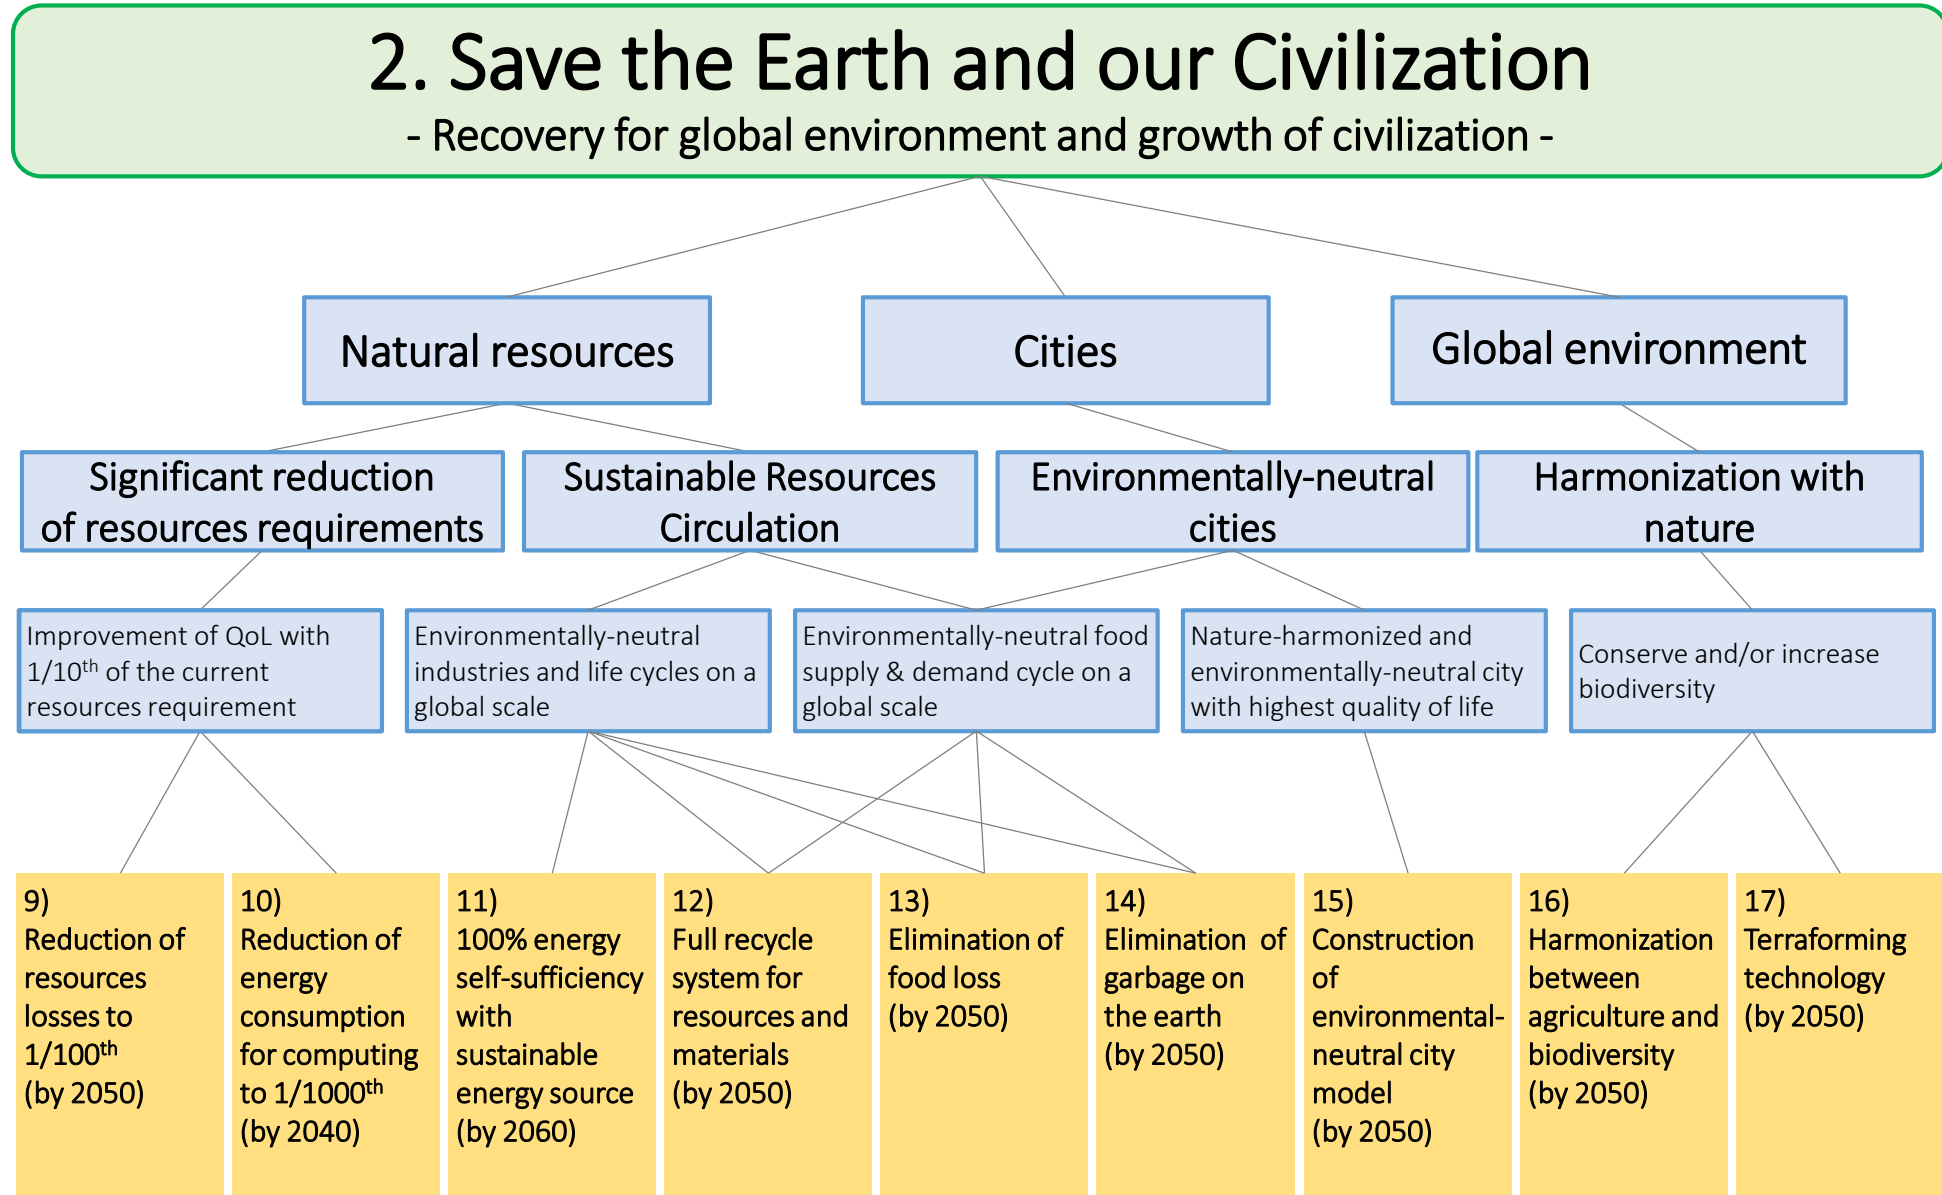 2. Save the Earth and our Civilization
- Recovery for global environment and growth of civilization -
Natural resources
Cities
Global environment
Significant reduction
of resources requirements
Sustainable Resources
Circulation
Environmentally-neutral
cities
Harmonization with
nature
Improvement of QoL with
1/10th of the current
resources requirement
Environmentally-neutral
industries and life cycles on a
global scale
Environmentally-neutral food
supply & demand cycle on a
global scale
Nature-harmonized and
environmentally-neutral city
with highest quality of life
Conserve and/or increase
biodiversity
9)
Reduction of
resources
losses to
1/100th
(by 2050)
10)
Reduction of
energy
consumption
for computing
to 1/1000th
(by 2040)
11)
100% energy
self-sufficiency
with
sustainable
energy source
(by 2060)
12)
Full recycle
system for
resources and
materials
(by 2050)
13)
Elimination of
food loss
(by 2050)
14)
Elimination of
garbage on
the earth
(by 2050)
15)
Construction
of
environmental-
neutral city
model
(by 2050)
16)
Harmonization
between
agriculture and
biodiversity
(by 2050)
17)
Terraforming
technology
(by 2050)